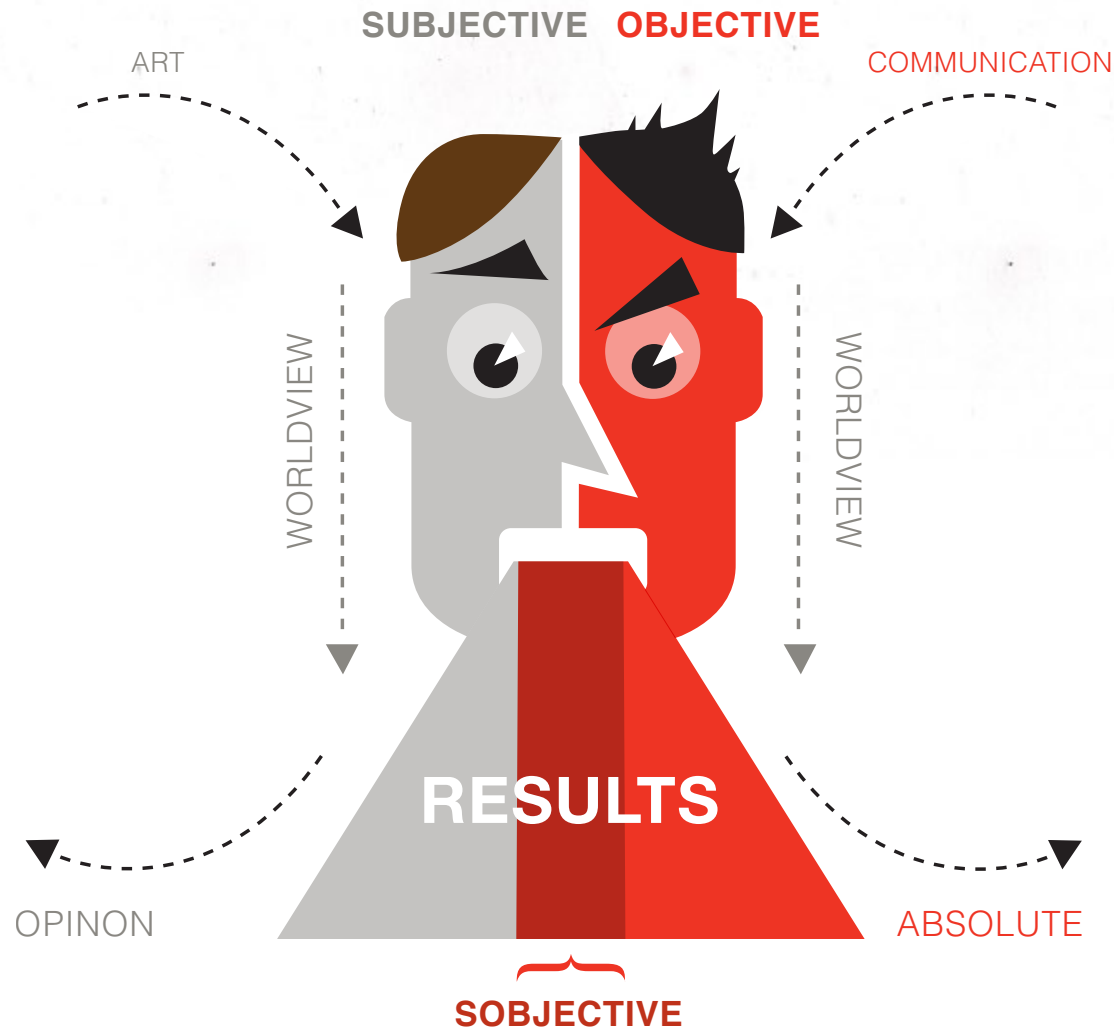 SUBJECTIVE OBJECTIVE
ART
COMMUNICATION
WORLDVIEW
WORLDVIEW
RESULTS
OPINON
ABSOLUTE
SOBJECTIVE